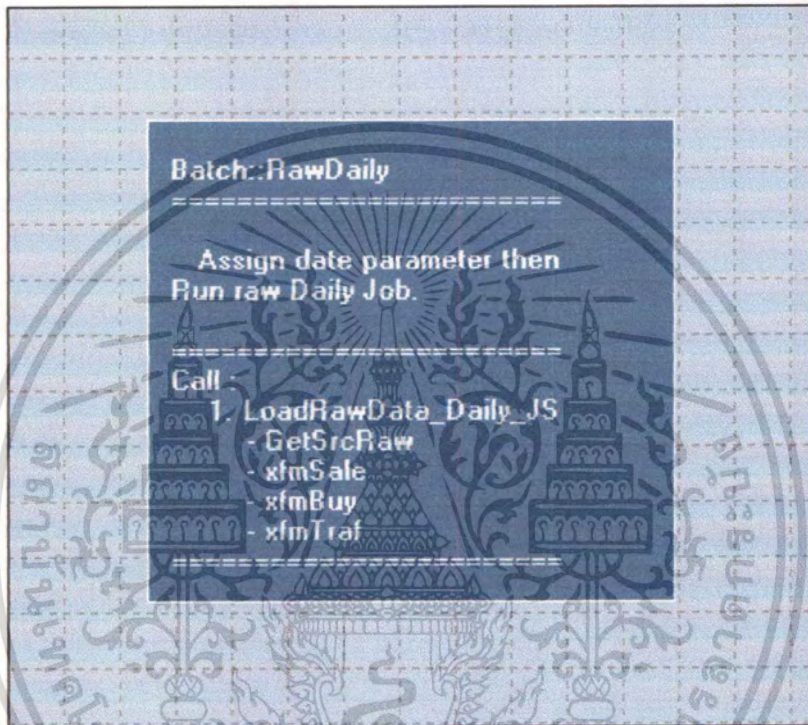 Batch::RawDaily
========================
Assign date parameter then
Run raw Daily Job.
========================
Call :
1. LoadRawData_Daily_JS
- GetSrcRaw
- xfmSale
- xfmBuy
- xfmTraf
========================